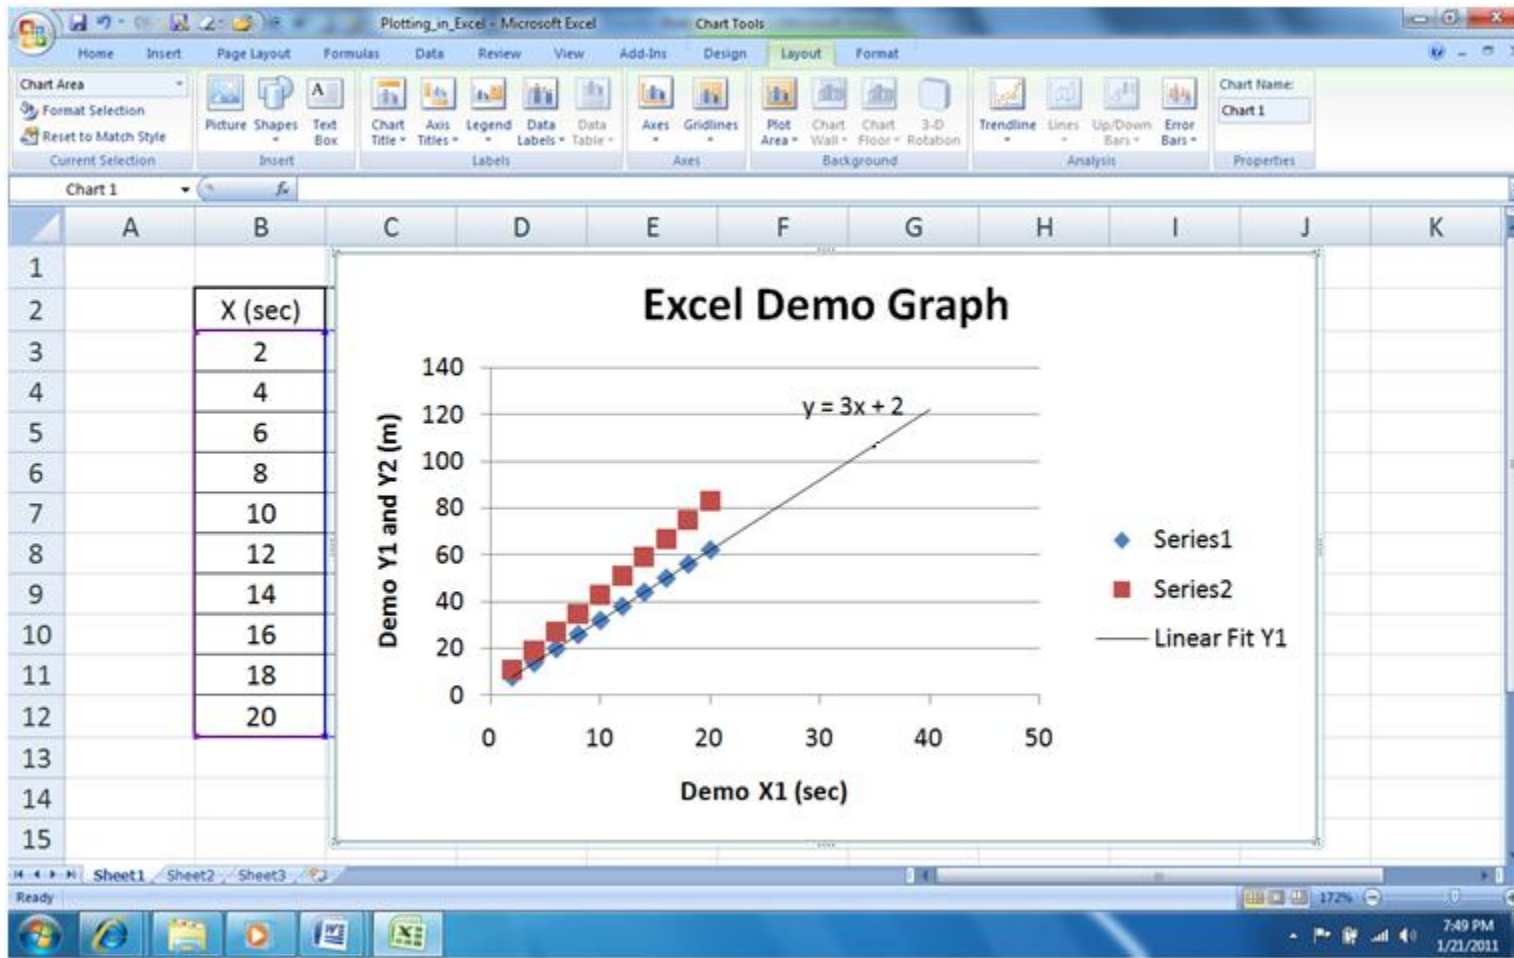 Plotting_in_Excel - Microsoft Excel
Chart Tools
Home Insert Page Layout Formulas Data Review View Add-Ins Design Layout Format
Chart Area
Format Selection
Reset to Match Style
Current Selection
Picture Shapes Text Box
Insert
Chart Title Axis Titles Legend Data Labels Data Table
Labels
Axes Gridlines
Axes
Plot Area Chart Wall Chart Floor 3-D Rotation
Background
Trendline Lines Up/Down Bars Error Bars
Analysis
Chart Name:
Chart 1
Properties
Chart 1 fx
A B C D E F G H I J K
1
2 X (sec)
3 2
4 4
5 6
6 8
7 10
8 12
9 14
10 16
11 18
12 20
13
14
15
Excel Demo Graph
Demo Y1 and Y2 (m)
140
120
100
80
60
40
20
0
y = 3x + 2
0 10 20 30 40 50
Demo X1 (sec)
Series1
Series2
Linear Fit Y1
Sheet1 Sheet2 Sheet3
Ready
172%
7:49 PM
1/21/2011